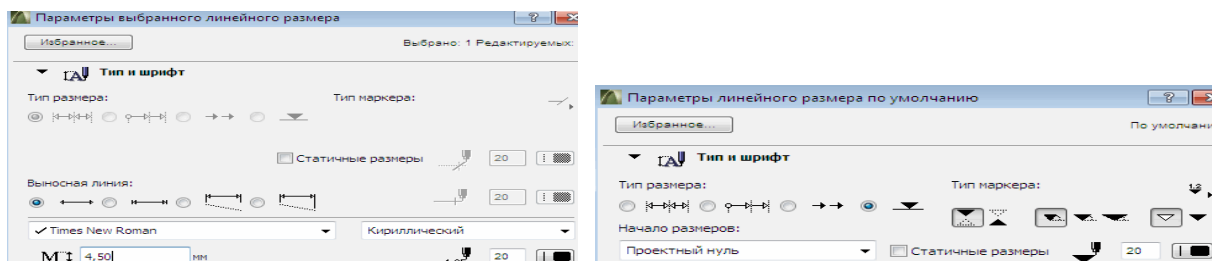 Параметры выбранного линейного размера
Избранное...
Выбрано: 1 Редактируемых:
Тип и шрифт
Тип размера:
Тип маркера:
Статичные размеры
20
Выносная линия:
20
Times New Roman
Кириллический
4,50
мм
20
Параметры линейного размера по умолчанию
Избранное...
Тип и шрифт
Тип размера:
Тип маркера:
1,2
Начало размеров:
Проектный нуль
Статичные размеры
20